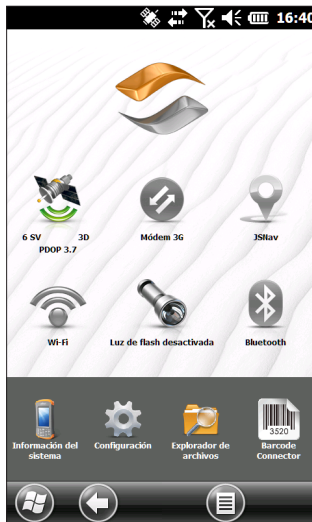 16:40
6 SV 3D
PDOP 3.7
Módem 3G
JSNav
Wi-Fi
Luz de flash desactivada
Bluetooth
Información del
sistema
Configuración
Explorador de
archivos
3520
Barcode
Connector